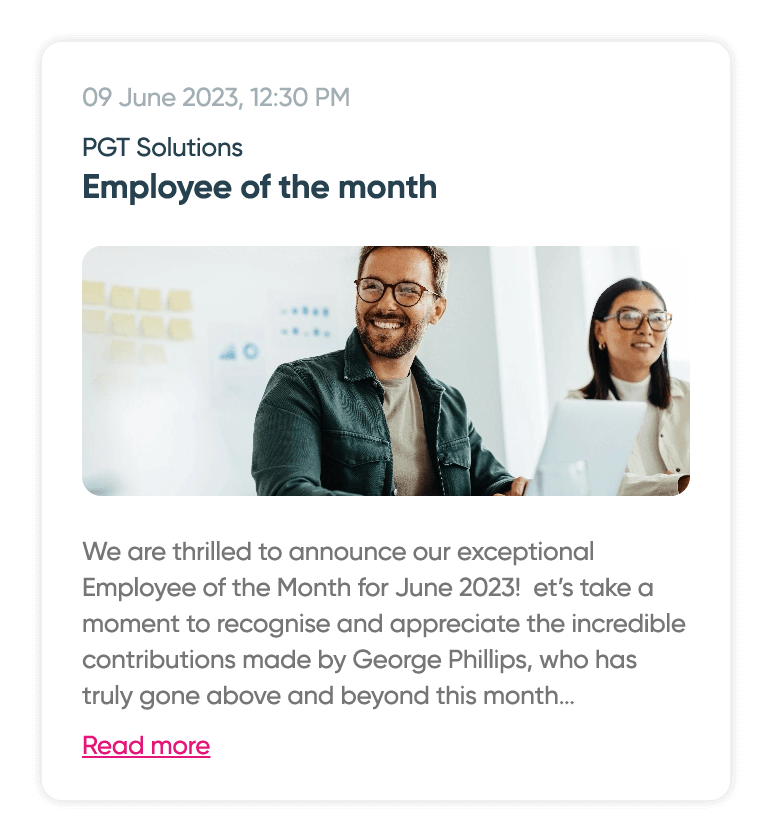 09 June 2023, 12:30 PM
PGT Solutions
Employee of the month
We are thrilled to announce our exceptional
Employee of the Month for June 2023!  et’s take a
moment to recognise and appreciate the incredible
contributions made by George Phillips, who has
truly gone above and beyond this month...
Read more